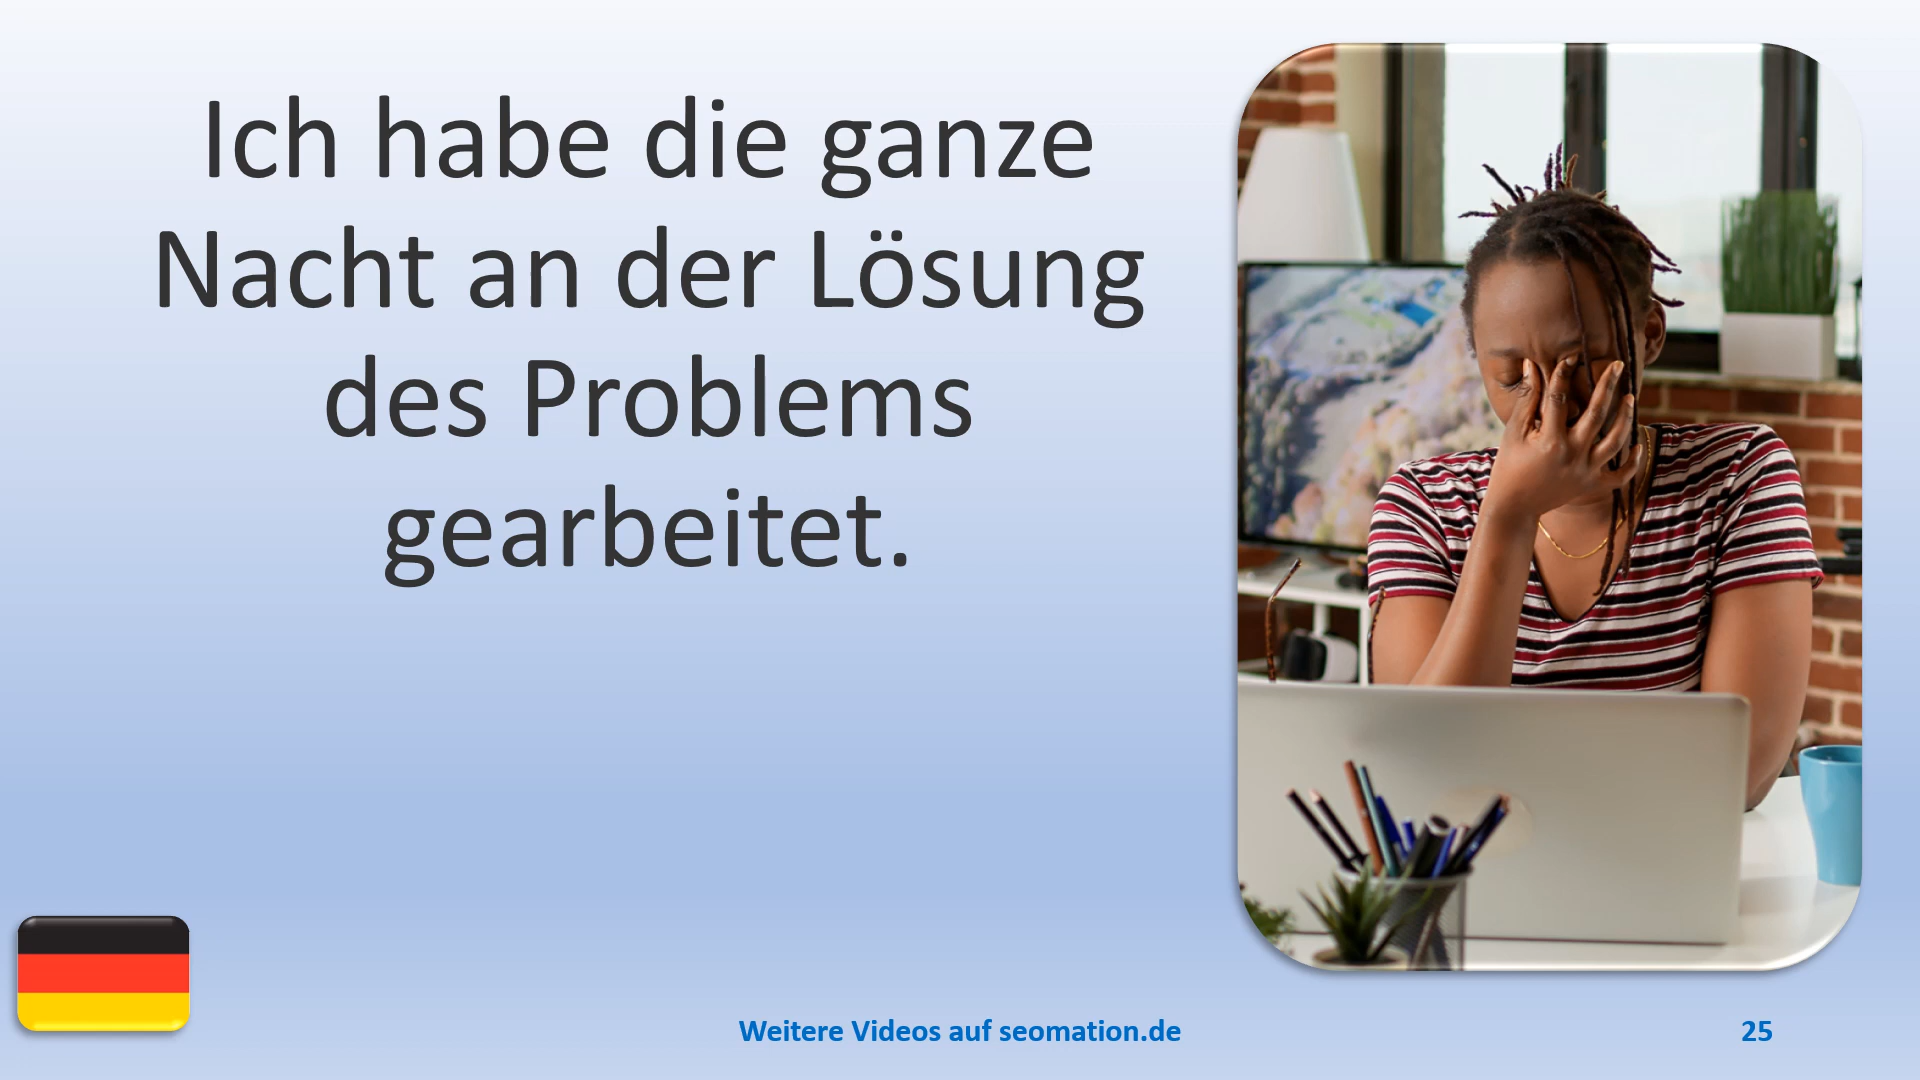 Ich habe die ganze
Nacht an der Lösung
des Problems
gearbeitet.
Weitere Videos auf seomation.de
25